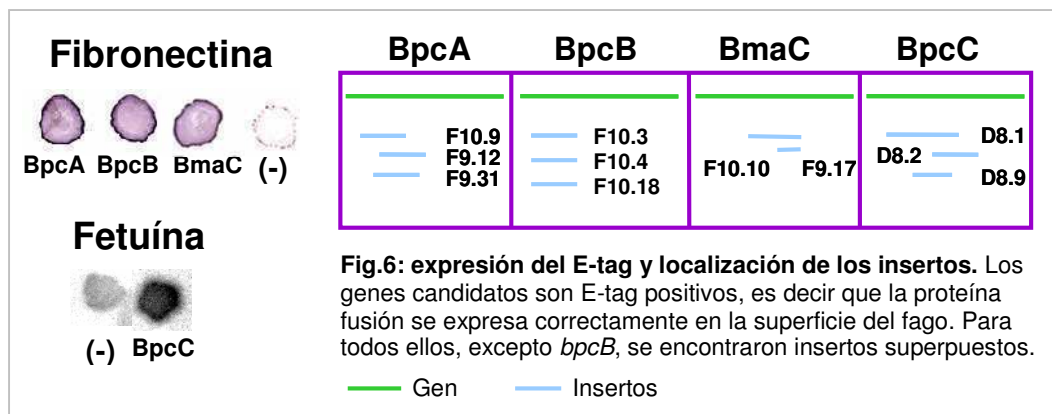 Fibronectina
BpcA BpcB BmaC (-)
Fetuína
(-) BpcC
BpcA BpcB BmaC BpcC
F10.9
F9.12
F9.31
F10.3
F10.4
F10.18
F10.10 F9.17
D8.1
D8.2
D8.9
Fig.6: expresión del E-tag y localización de los insertos. Los
genes candidatos son E-tag positivos, es decir que la proteína
fusión se expresa correctamente en la superficie del fago. Para
todos ellos, excepto bpcB, se encontraron insertos superpuestos.
Gen Insertos